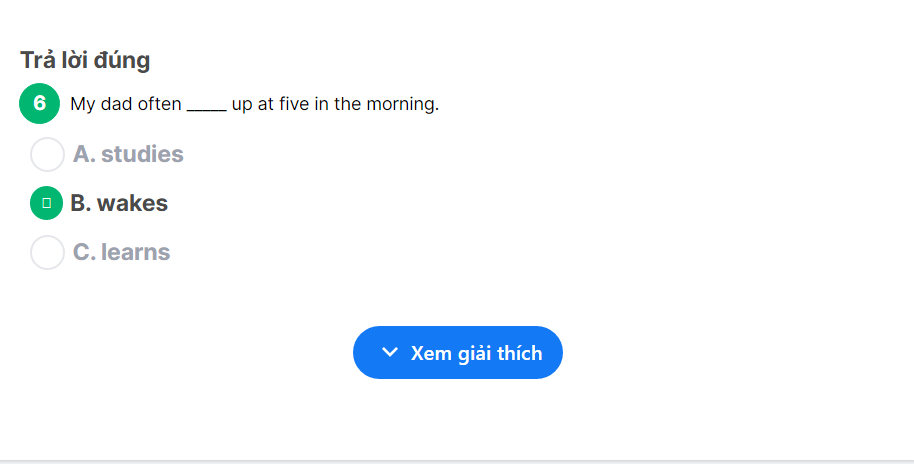 Trả lời đúng
6 My dad often _____ up at five in the morning.
A. studies
B. wakes
C. learns
Xem giải thích